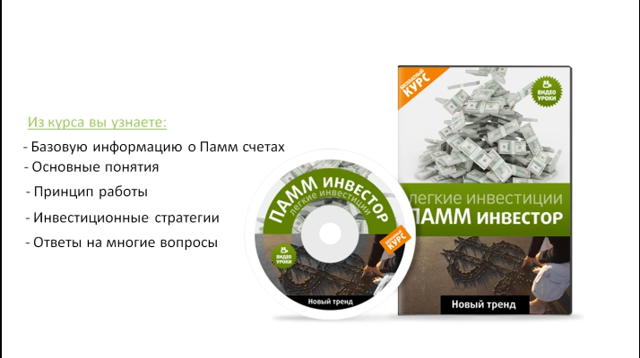 Из курса вы узнаете:
- Базовую информацию о Памм счетах
- Основные понятия
- Принцип работы
- Инвестиционные стратегии
- Ответы на многие вопросы
ПАММ ИНВЕСТОР
легкие инвестиции
КУРС
ВИДЕО
УРОКИ
Новый тренд
БЕСПЛАТНЫЙ
КУРС
ВИДЕО
УРОКИ
легкие инвестиции
ПАММ ИНВЕСТОР
Новый тренд